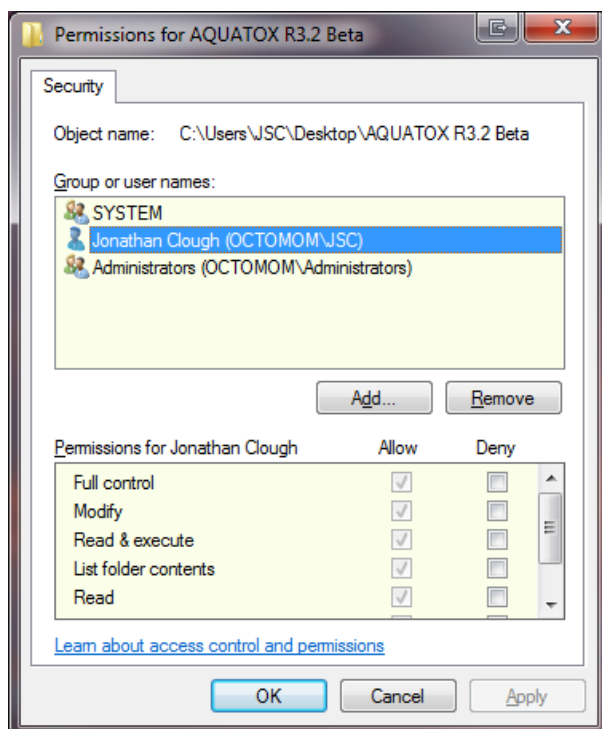 Permissions for AQUATOX R3.2 Beta
Security
Object name: C:\Users\JSC\Desktop\AQUATOX R3.2 Beta
Group or user names:
SYSTEM
Jonathan Clough (OCTOMOM\JSC)
Administrators (OCTOMOM\Administrators)
Add... Remove
Permissions for Jonathan Clough Allow Deny
Full control
Modify
Read & execute
List folder contents
Read
Learn about access control and permissions
OK Cancel Apply